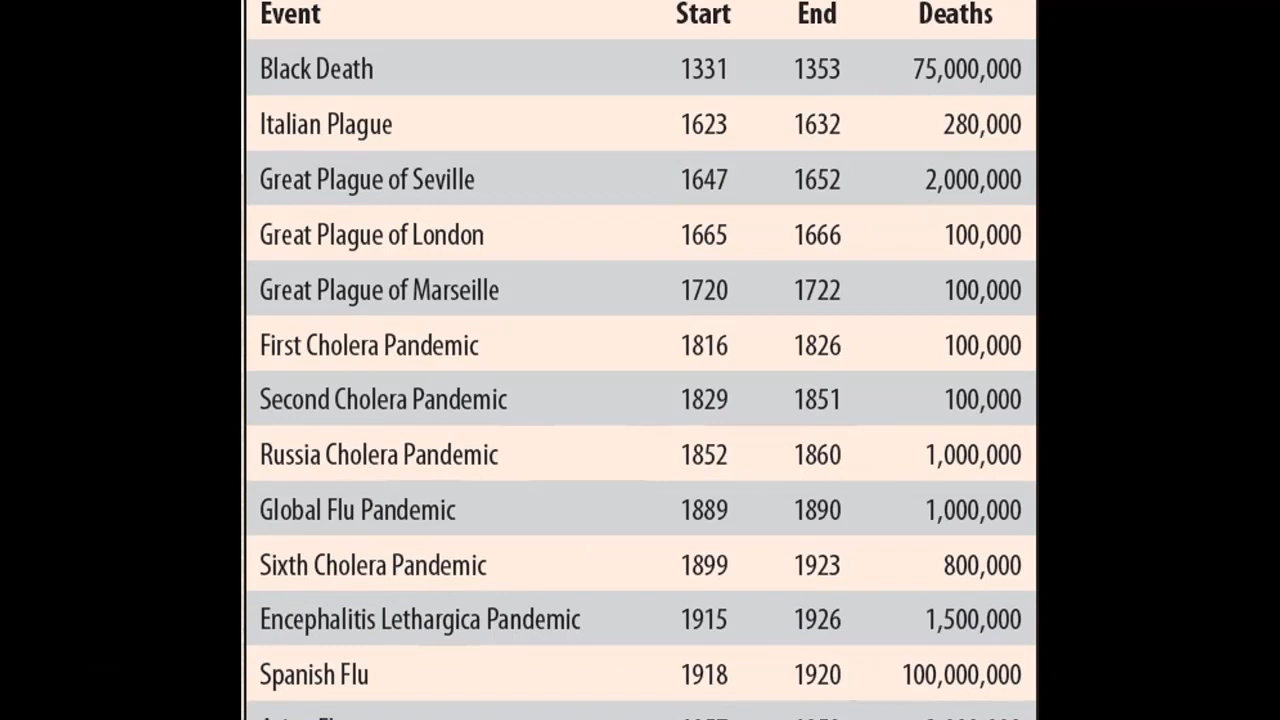 Event Start End Deaths
Black Death 1331 1353 75,000,000
Italian Plague 1623 1632 280,000
Great Plague of Seville 1647 1652 2,000,000
Great Plague of London 1665 1666 100,000
Great Plague of Marseille 1720 1722 100,000
First Cholera Pandemic 1816 1826 100,000
Second Cholera Pandemic 1829 1851 100,000
Russia Cholera Pandemic 1852 1860 1,000,000
Global Flu Pandemic 1889 1890 1,000,000
Sixth Cholera Pandemic 1899 1923 800,000
Encephalitis Lethargica Pandemic 1915 1926 1,500,000
Spanish Flu 1918 1920 100,000,000